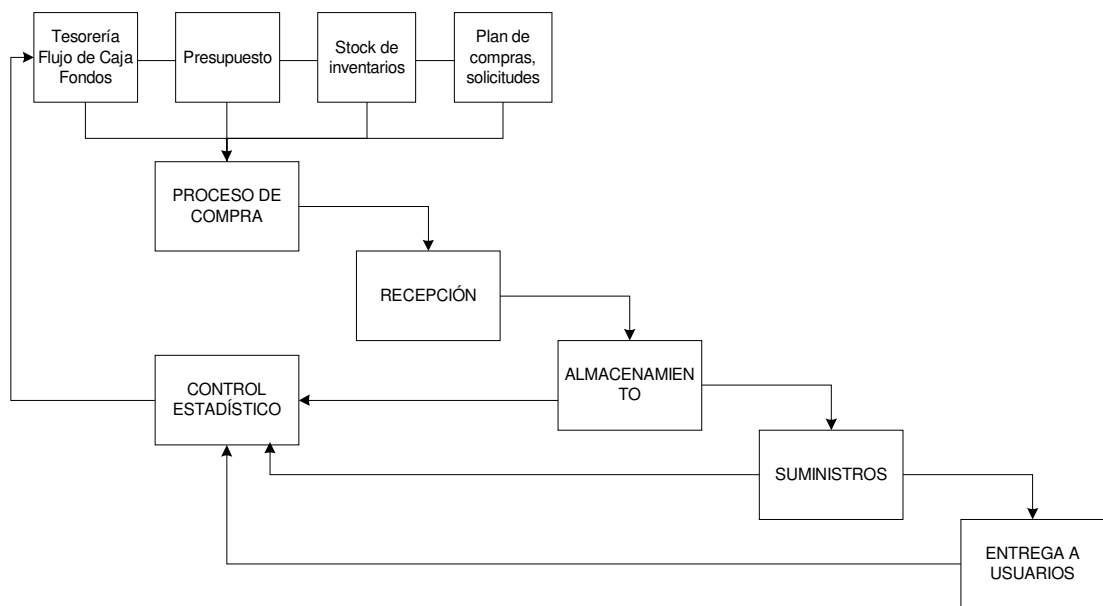 Tesorería
Flujo de Caja
Fondos
Presupuesto
Stock de
inventarios
Plan de
compras,
solicitudes
PROCESO DE
COMPRA
RECEPCIÓN
ALMACENAMIEN
TO
CONTROL
ESTADÍSTICO
SUMINISTROS
ENTREGA A
USUARIOS